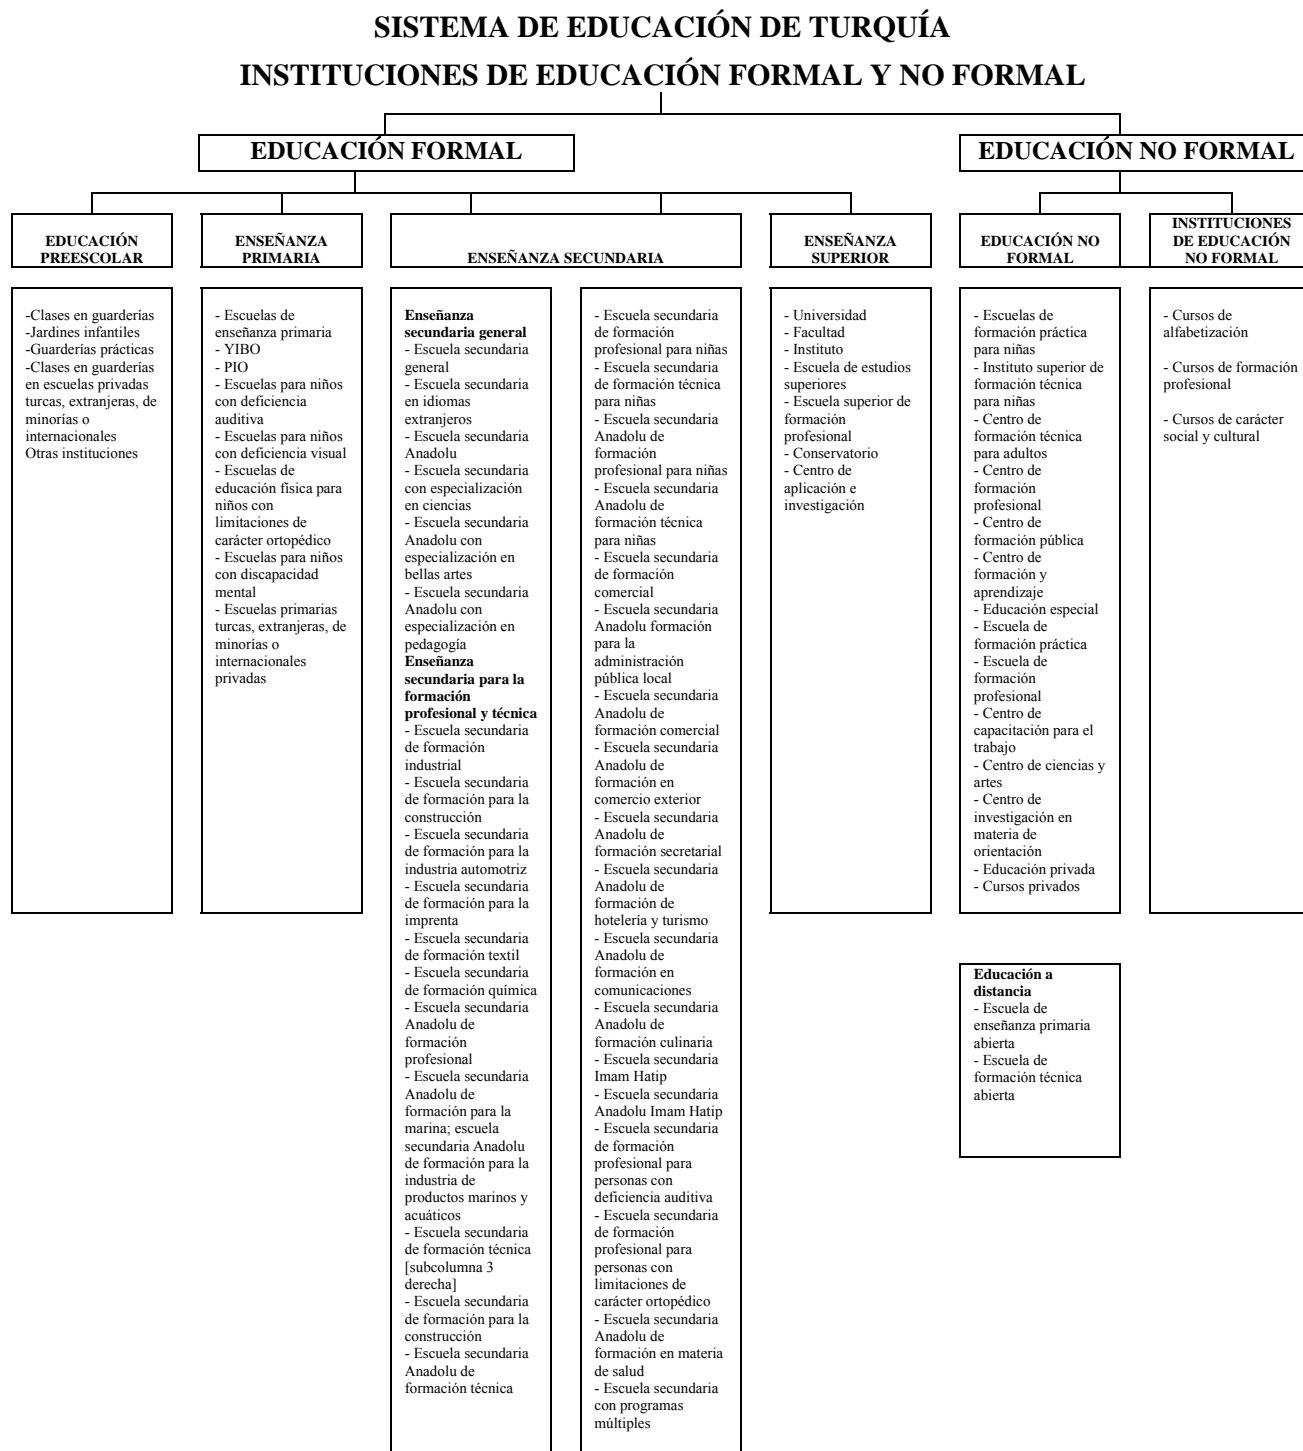 SISTEMA DE EDUCACIÓN DE TURQUÍA
INSTITUCIONES DE EDUCACIÓN FORMAL Y NO FORMAL
EDUCACIÓN FORMAL
EDUCACIÓN NO FORMAL
EDUCACIÓN
PREESCOLAR
ENSEÑANZA
PRIMARIA
ENSEÑANZA SECUNDARIA
ENSEÑANZA
SUPERIOR
EDUCACIÓN NO
FORMAL
INSTITUCIONES
DE EDUCACIÓN
NO FORMAL
-Clases en guarderías
-Jardines infantiles
-Guarderías prácticas
-Clases en guarderías
en escuelas privadas
turcas, extranjeras, de
minorías o
internacionales
Otras instituciones
- Escuelas de
enseñanza primaria
- YIBO
- PIO
- Escuelas para niños
con deficiencia
auditiva
- Escuelas para niños
con deficiencia visual
- Escuelas de
educación física para
niños con
limitaciones de
carácter ortopédico
- Escuelas para niños
con discapacidad
mental
- Escuelas primarias
turcas, extranjeras, de
minorías o
internacionales
privadas
Enseñanza
secundaria general
- Escuela secundaria
general
- Escuela secundaria
en idiomas
extranjeros
- Escuela secundaria
Anadolu
- Escuela secundaria
con especialización
en ciencias
- Escuela secundaria
Anadolu con
especialización en
bellas artes
- Escuela secundaria
Anadolu con
especialización en
pedagogía
Enseñanza
secundaria para la
formación
profesional y técnica
- Escuela secundaria
de formación
industrial
- Escuela secundaria
de formación para la
construcción
- Escuela secundaria
de formación para la
industria automotriz
- Escuela secundaria
de formación para la
imprenta
- Escuela secundaria
de formación textil
- Escuela secundaria
de formación química
- Escuela secundaria
Anadolu de
formación
profesional
- Escuela secundaria
Anadolu de
formación para la
marina; escuela
secundaria Anadolu
de formación para la
industria de
productos marinos y
acuáticos
- Escuela secundaria
de formación técnica
[subcolumna 3
derecha]
- Escuela secundaria
de formación para la
construcción
- Escuela secundaria
Anadolu de
formación técnica
- Escuela secundaria
de formación
profesional para niñas
- Escuela secundaria
de formación técnica
para niñas
- Escuela secundaria
Anadolu de
formación
profesional para niñas
- Escuela secundaria
Anadolu de
formación técnica
para niñas
- Escuela secundaria
de formación
comercial
- Escuela secundaria
Anadolu formación
para la
administración
pública local
- Escuela secundaria
Anadolu de
formación comercial
- Escuela secundaria
Anadolu de
formación en
comercio exterior
- Escuela secundaria
Anadolu de
formación secretarial
- Escuela secundaria
Anadolu de
formación de
hotelería y turismo
- Escuela secundaria
Anadolu de
formación en
comunicaciones
- Escuela secundaria
Anadolu de
formación culinaria
- Escuela secundaria
Imam Hatip
- Escuela secundaria
Anadolu Imam Hatip
- Escuela secundaria
de formación
profesional para
personas con
deficiencia auditiva
- Escuela secundaria
de formación
profesional para
personas con
limitaciones de
carácter ortopédico
- Escuela secundaria
Anadolu de
formación en materia
de salud
- Escuela secundaria
con programas
múltiples
- Universidad
- Facultad
- Instituto
- Escuela de estudios
superiores
- Escuela superior de
formación
profesional
- Conservatorio
- Centro de
aplicación e
investigación
- Escuelas de
formación práctica
para niñas
- Instituto superior de
formación técnica
para niñas
- Centro de
formación técnica
para adultos
- Centro de
formación
profesional
- Centro de
formación pública
- Centro de
formación y
aprendizaje
- Educación especial
- Escuela de
formación práctica
- Escuela de
formación
profesional
- Centro de
capacitación para el
trabajo
- Centro de ciencias y
artes
- Centro de
investigación en
materia de
orientación
- Educación privada
- Cursos privados
- Cursos de
alfabetización
- Cursos de formación
profesional
- Cursos de carácter
social y cultural
Educación a
distancia
- Escuela de
enseñanza primaria
abierta
- Escuela de
formación técnica
abierta